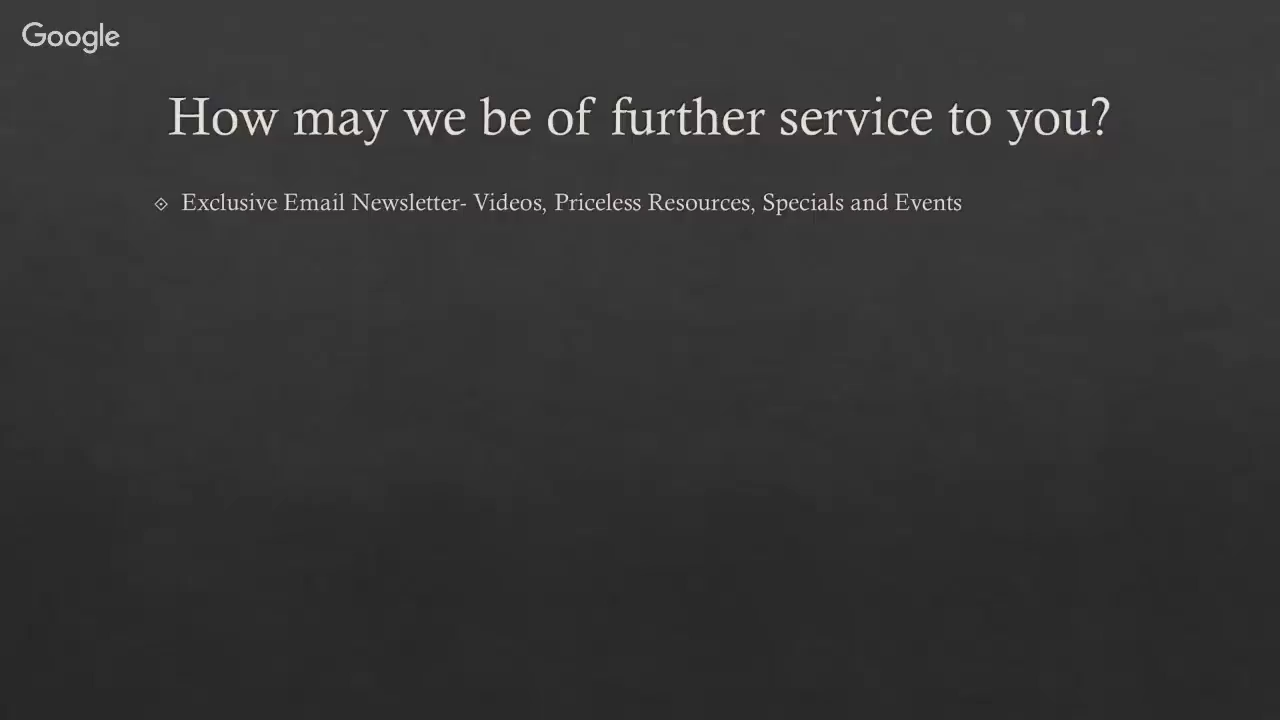 Google
How may we be of further service to you?
Exclusive Email Newsletter- Videos, Priceless Resources, Specials and Events